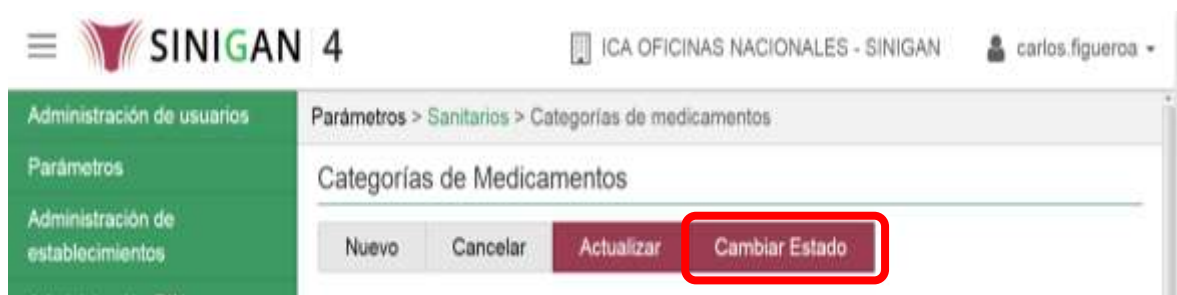 SINIGAN 4
ICA OFICINAS NACIONALES - SINIGAN
carlos.figueroa
Administración de usuarios
Parámetros
Administración de
establecimientos
Parámetros > Sanitarios > Categorías de medicamentos
Categorías de Medicamentos
Nuevo
Cancelar
Actualizar
Cambiar Estado